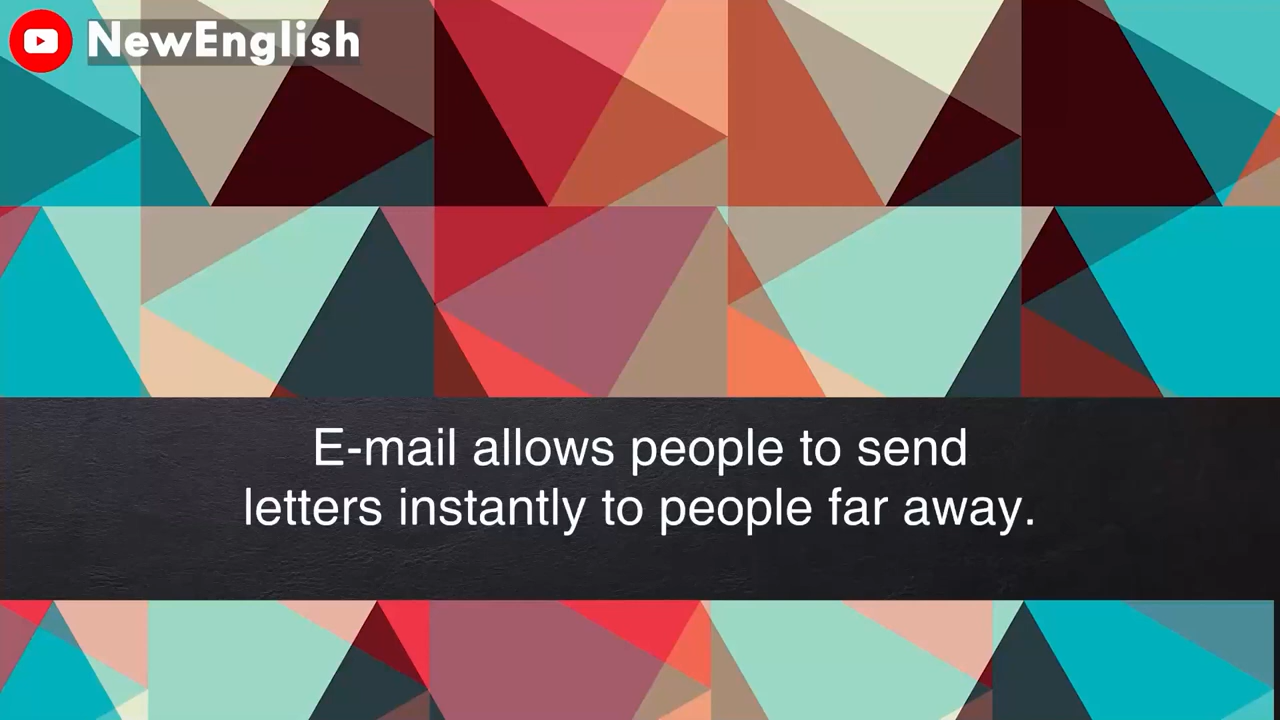 NewEnglish
E-mail allows people to send
letters instantly to people far away.